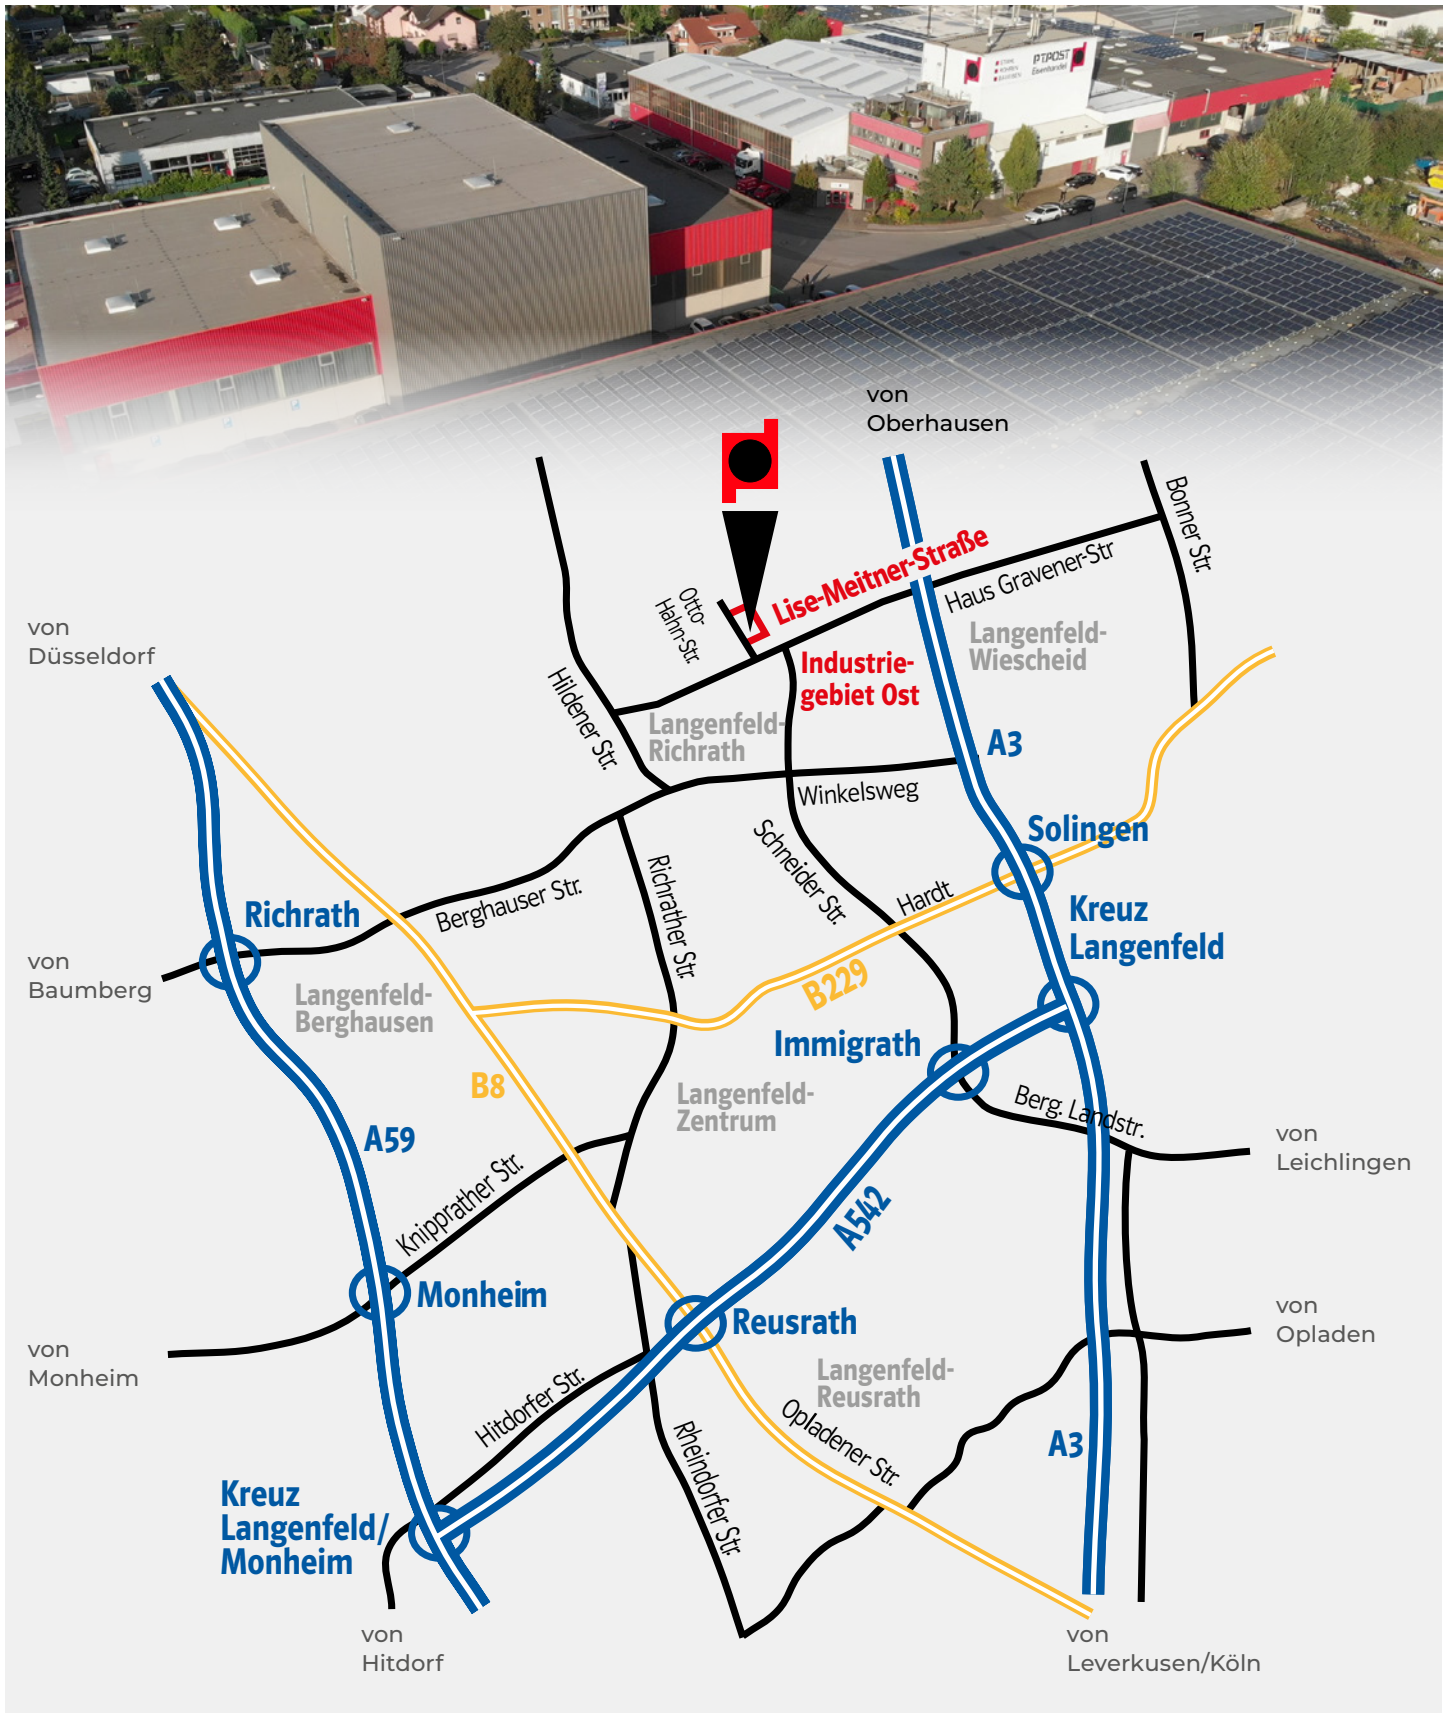 STAHL
ROHREN
P.T.POST
Eisenhandel
von
Oberhausen
Bonner Str.
Lise-Meitner-Straße
Haus Gravener-Str
Otto-
Hahn-Str.
Langenfeld-
Wiescheid
von
Düsseldorf
Industrie-
gebiet Ost
Hildener Str.
Langenfeld-
Richrath
A3
Winkelsweg
Solingen
Schneider Str.
Richrather Str.
Berghauser Str.
Hardt
Richrath
Kreuz
Langenfeld
von
Baumberg
B229
Langenfeld-
Berghausen
Immigrath
B8
Langenfeld-
Zentrum
Berg. Landstr.
A59
von
Leichlingen
Knipprather Str.
A542
Monheim
Reusrath
von
Opladen
von
Monheim
Langenfeld-
Reusrath
Hitdorfer Str.
Opladener Str.
A3
Rheindorfer Str.
Kreuz
Langenfeld/
Monheim
von
Hitdorf
von
Leverkusen/Köln